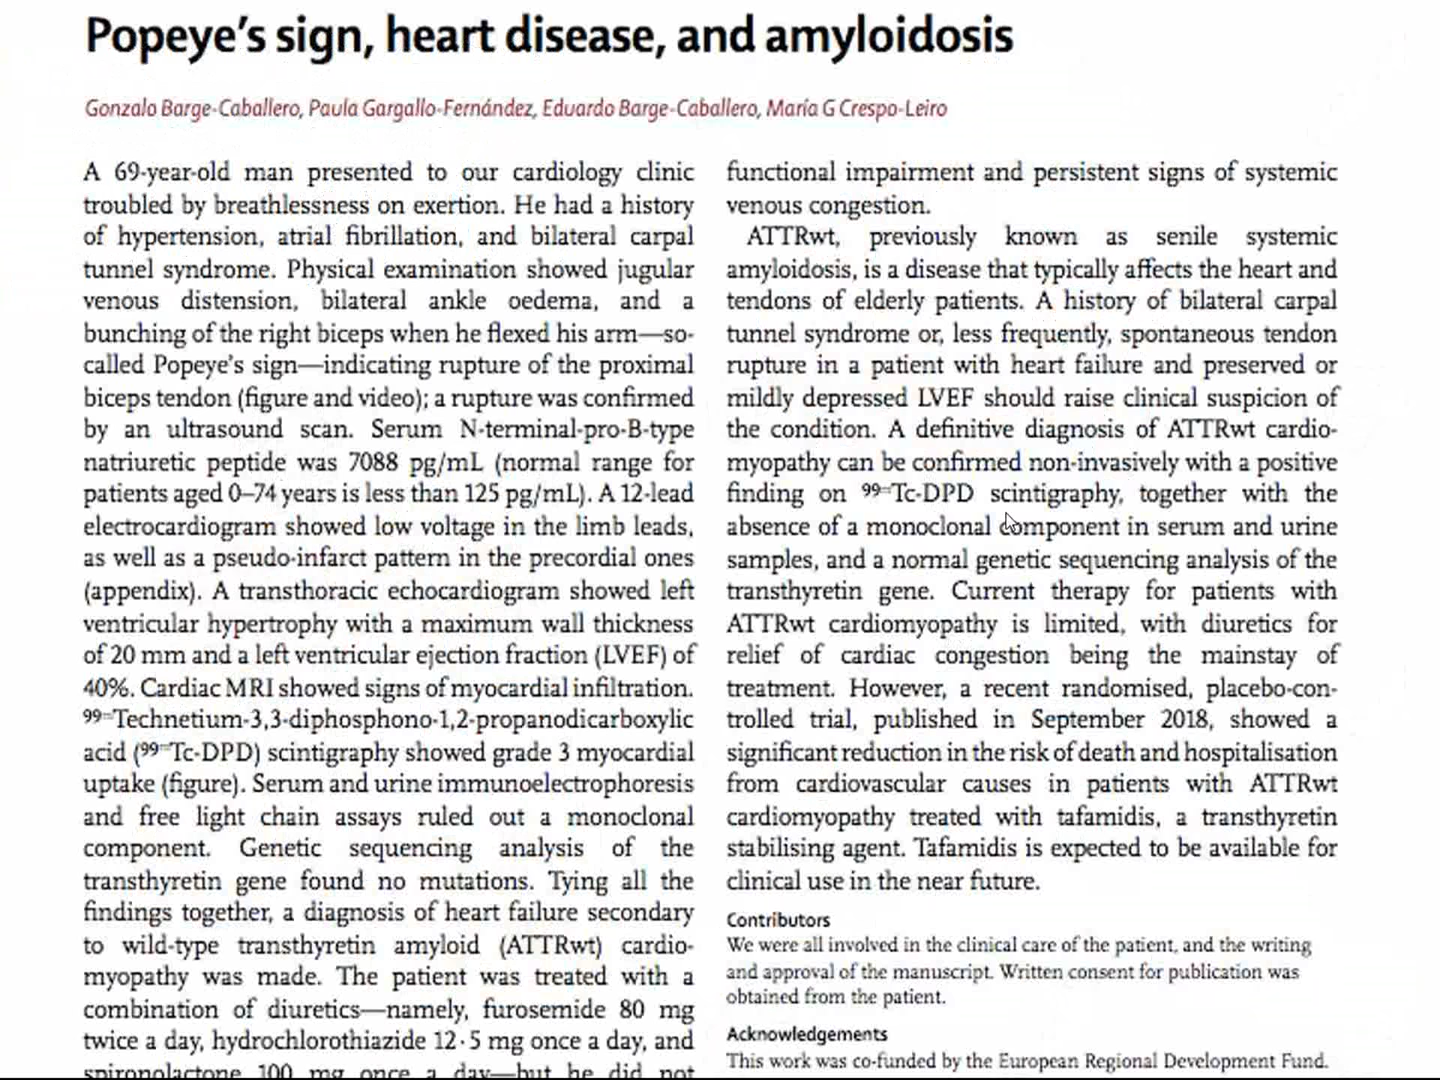 Popeye's sign, heart disease, and amyloidosis
Gonzalo Barge-Caballero, Paula Gargallo-Fernández, Eduardo Barge-Caballero, María G Crespo-Leiro
A 69-year-old man presented to our cardiology clinic
troubled by breathlessness on exertion. He had a history
of hypertension, atrial fibrillation, and bilateral carpal
tunnel syndrome. Physical examination showed jugular
venous distension, bilateral ankle oedema, and a
bunching of the right biceps when he flexed his arm—so-
called Popeye's sign—indicating rupture of the proximal
biceps tendon (figure and video); a rupture was confirmed
by an ultrasound scan. Serum N-terminal-pro-B-type
natriuretic peptide was 7088 pg/mL (normal range for
patients aged 0–74 years is less than 125 pg/mL). A 12-lead
electrocardiogram showed low voltage in the limb leads,
as well as a pseudo-infarct pattern in the precordial ones
(appendix). A transthoracic echocardiogram showed left
ventricular hypertrophy with a maximum wall thickness
of 20 mm and a left ventricular ejection fraction (LVEF) of
40%. Cardiac MRI showed signs of myocardial infiltration.
⁹⁹ᵐTechnetium-3,3-diphosphono-1,2-propanodicarboxylic
acid (⁹⁹ᵐTc-DPD) scintigraphy showed grade 3 myocardial
uptake (figure). Serum and urine immunoelectrophoresis
and free light chain assays ruled out a monoclonal
component. Genetic sequencing analysis of the
transthyretin gene found no mutations. Tying all the
findings together, a diagnosis of heart failure secondary
to wild-type transthyretin amyloid (ATTRwt) cardio-
myopathy was made. The patient was treated with a
combination of diuretics—namely, furosemide 80 mg
twice a day, hydrochlorothiazide 12·5 mg once a day, and
spironolactone 100 mg once a day—but he did not
functional impairment and persistent signs of systemic
venous congestion.
ATTRwt, previously known as senile systemic
amyloidosis, is a disease that typically affects the heart and
tendons of elderly patients. A history of bilateral carpal
tunnel syndrome or, less frequently, spontaneous tendon
rupture in a patient with heart failure and preserved or
mildly depressed LVEF should raise clinical suspicion of
the condition. A definitive diagnosis of ATTRwt cardio-
myopathy can be confirmed non-invasively with a positive
finding on ⁹⁹ᵐTc-DPD scintigraphy, together with the
absence of a monoclonal component in serum and urine
samples, and a normal genetic sequencing analysis of the
transthyretin gene. Current therapy for patients with
ATTRwt cardiomyopathy is limited, with diuretics for
relief of cardiac congestion being the mainstay of
treatment. However, a recent randomised, placebo-con-
trolled trial, published in September 2018, showed a
significant reduction in the risk of death and hospitalisation
from cardiovascular causes in patients with ATTRwt
cardiomyopathy treated with tafamidis, a transthyretin
stabilising agent. Tafamidis is expected to be available for
clinical use in the near future.
Contributors
We were all involved in the clinical care of the patient, and the writing
and approval of the manuscript. Written consent for publication was
obtained from the patient.
Acknowledgements
This work was co-funded by the European Regional Development Fund.